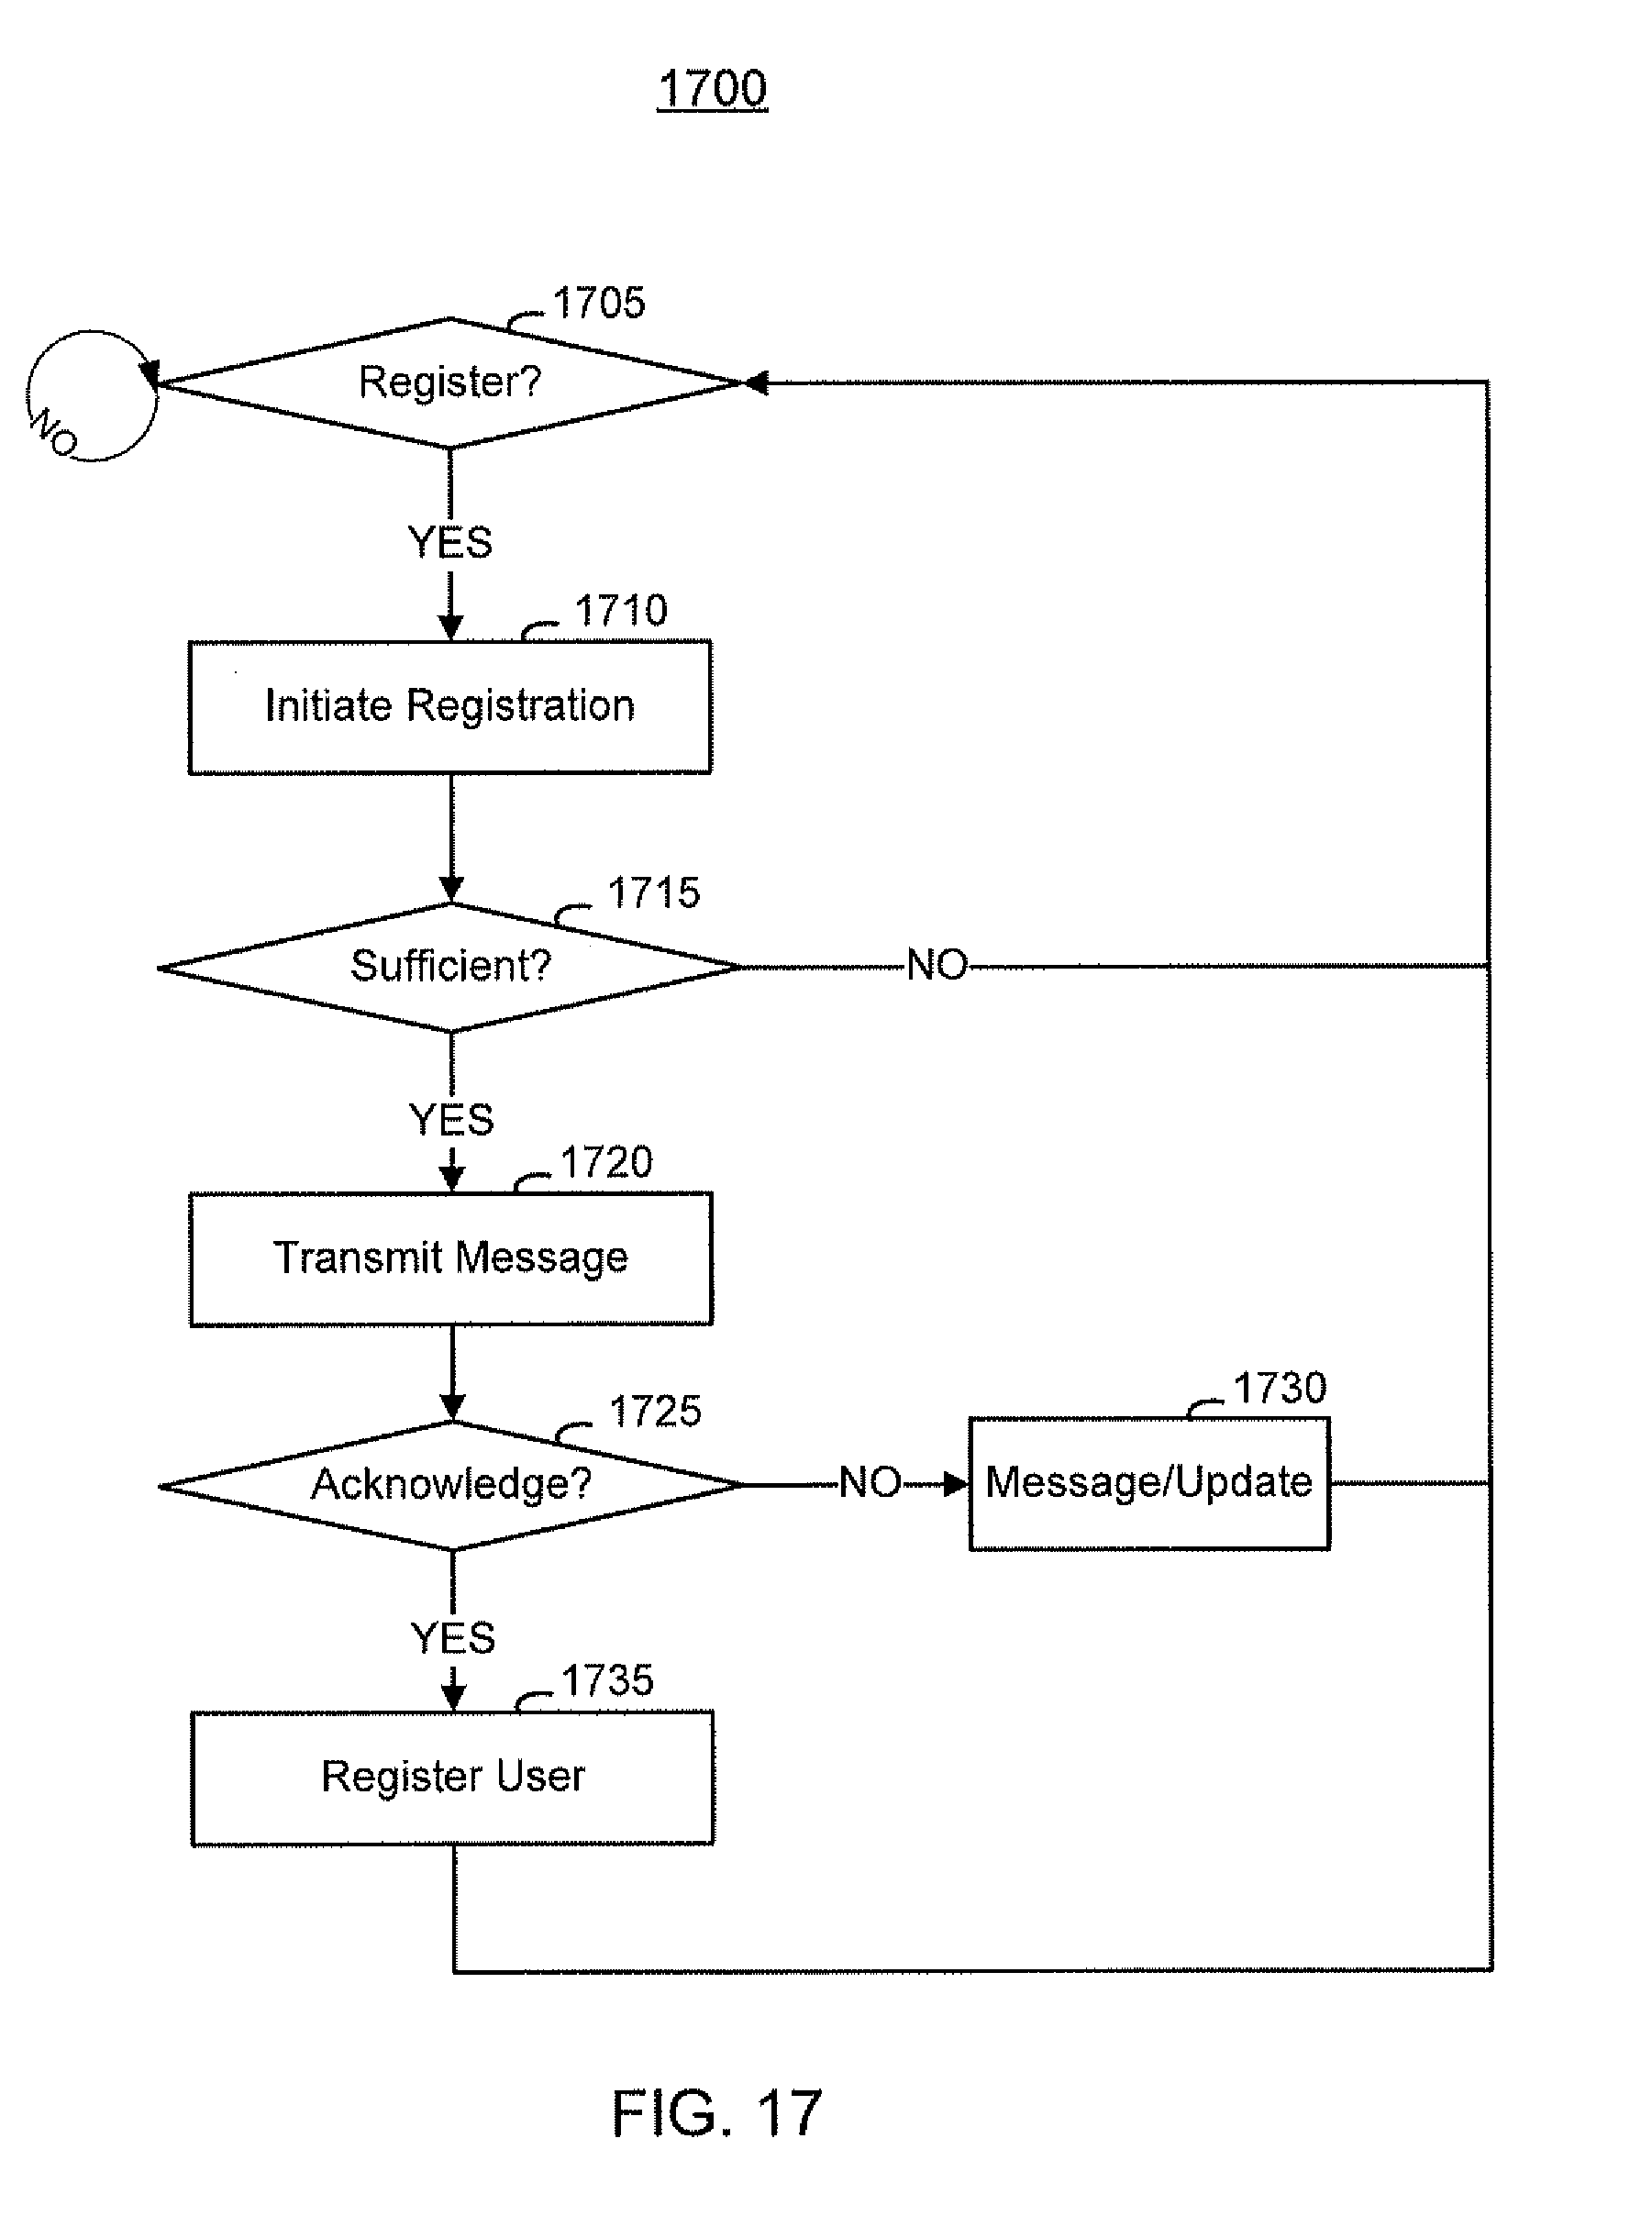 1700
1705
Register?
NO
YES
1710
Initiate Registration
1715
Sufficient?
NO
YES
1720
Transmit Message
1725
1730
Acknowledge?
NO
Message/Update
YES
1735
Register User
FIG. 17